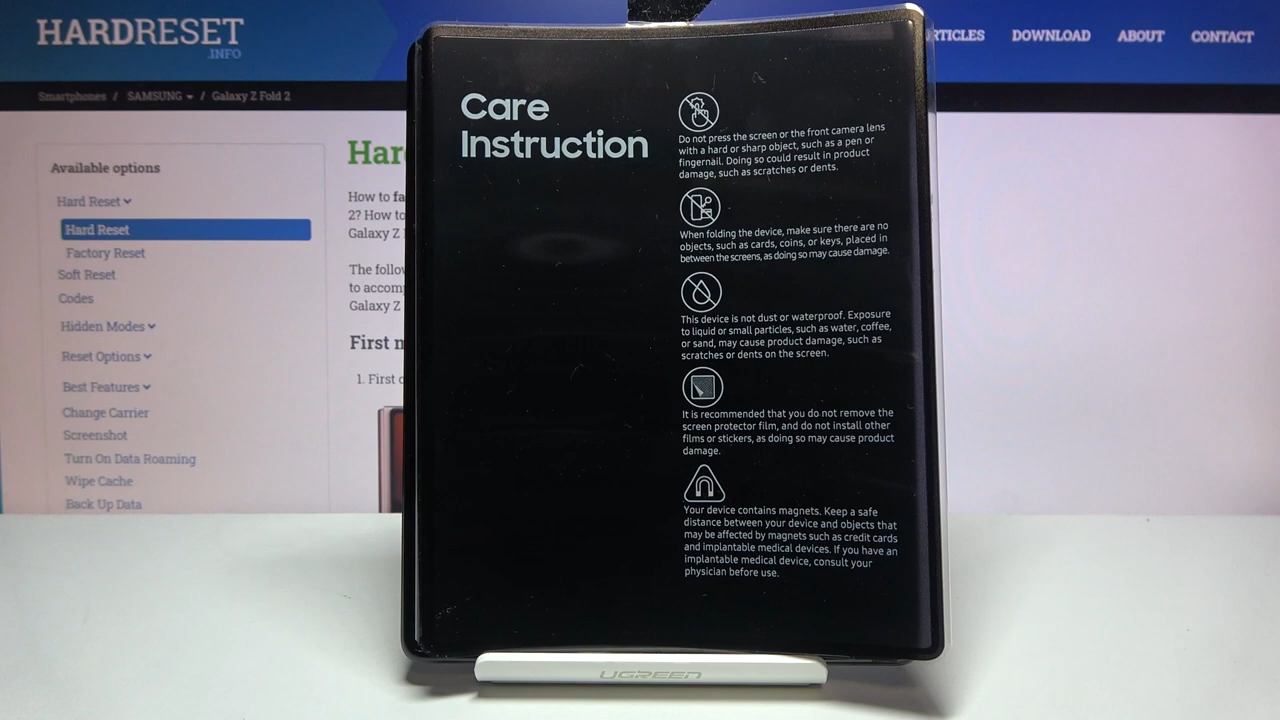 HARDRESET
.INFO
RTICLES DOWNLOAD ABOUT CONTACT
Smartphones / SAMSUNG / Galaxy Z Fold 2
Available options
Hard Reset
Hard Reset
Factory Reset
Soft Reset
Codes
Hidden Modes
Reset Options
Best Features
Change Carrier
Screenshot
Turn On Data Roaming
Wipe Cache
Back Up Data
Har
How to fa
2? How to
Galaxy Z
The follow
to accom
Galaxy Z
First m
1. First
Care
Instruction
Do not press the screen or the front camera lens
with a hard or sharp object, such as a pen or
fingernail. Doing so could result in product
damage, such as scratches or dents.
When folding the device, make sure there are no
objects, such as cards, coins, or keys, placed in
between the screens, as doing so may cause damage.
This device is not dust or waterproof. Exposure
to liquid or small particles, such as water, coffee,
or sand, may cause product damage, such as
scratches or dents on the screen.
It is recommended that you do not remove the
screen protector film, and do not install other
films or stickers, as doing so may cause product
damage.
Your device contains magnets. Keep a safe
distance between your device and objects that
may be affected by magnets such as credit cards
and implantable medical devices. If you have an
implantable medical device, consult your
physician before use.
UGREEN